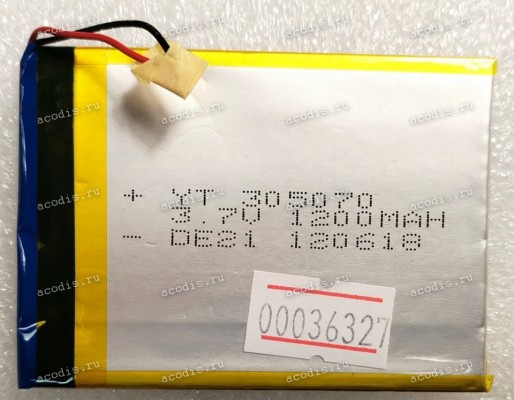 + YT 305070
3.7V 1200MAH
- DE21 120618
00036327
acodis.ru